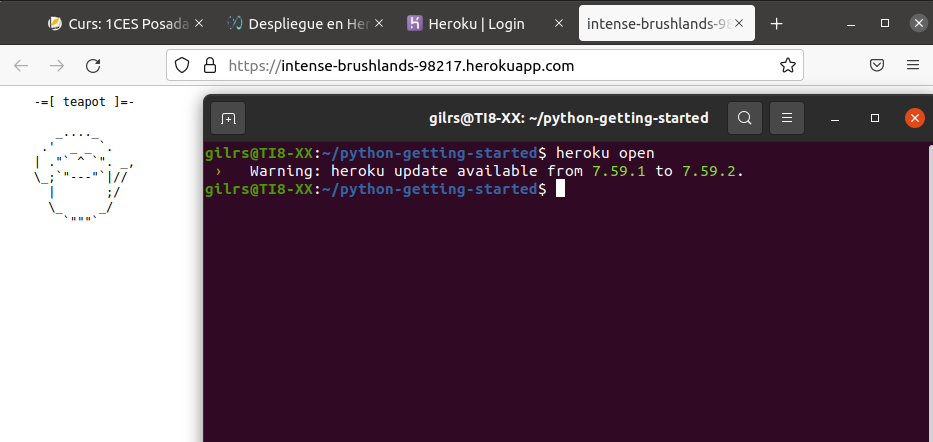 Curs: 1CES Posada
Despliegue en Her
Heroku | Login
intense-brushlands-98
https://intense-brushlands-98217.herokuapp.com
-=[ teapot ]=-
       _...._
     .'  _ _ `.
    | ."` ^ `". _,
    \_;`"---"`|//
      |       ;/
      \_     _/
        `"""`
gilrs@TI8-XX: ~/python-getting-started
gilrs@TI8-XX:~/python-getting-started$ heroku open
 ›   Warning: heroku update available from 7.59.1 to 7.59.2.
gilrs@TI8-XX:~/python-getting-started$